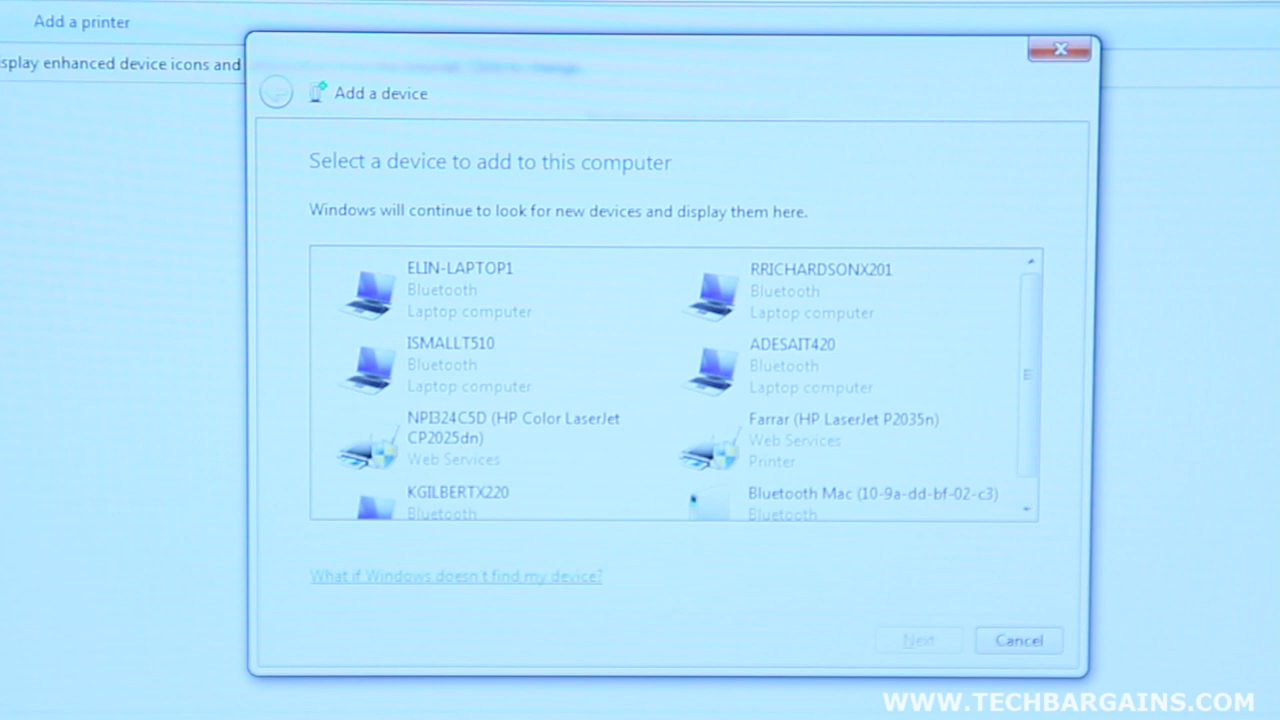 Add a printer
isplay enhanced device icons and
Add a device
Select a device to add to this computer
Windows will continue to look for new devices and display them here.
ELIN-LAPTOP1
Bluetooth
Laptop computer
RRICHARDSONX201
Bluetooth
Laptop computer
ISMALLT510
Bluetooth
Laptop computer
ADESAIT420
Bluetooth
Laptop computer
NPI324C5D (HP Color LaserJet
CP2025dn)
Web Services
Farrar (HP LaserJet P2035n)
Web Services
Printer
KGILBERTX220
Bluetooth
Bluetooth Mac (10-9a-dd-bf-02-c3)
Bluetooth
What if Windows doesn't find my device?
Next
Cancel
WWW.TECHBARGAINS.COM